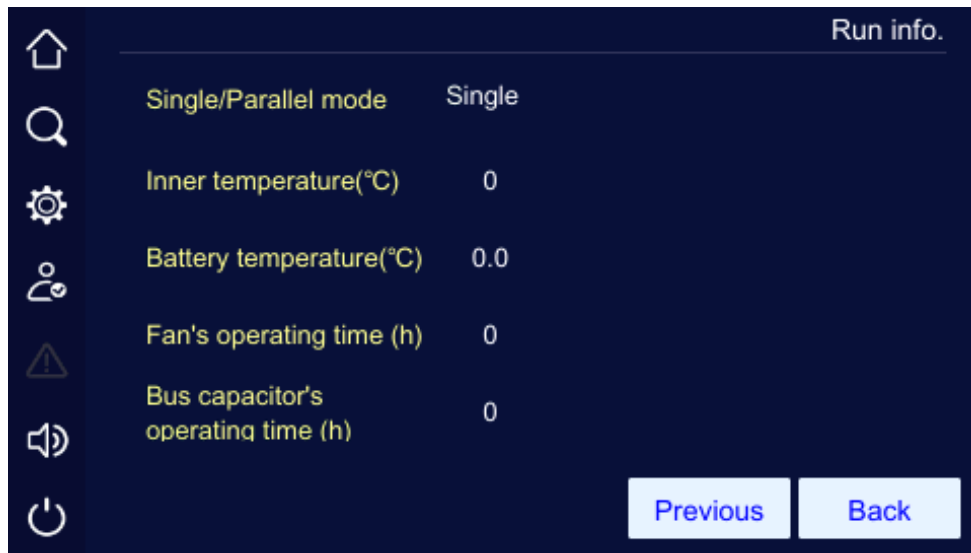 Run info.
Single/Parallel mode Single
Inner temperature(℃) 0
Battery temperature(℃) 0.0
Fan's operating time (h) 0
Bus capacitor's
operating time (h) 0
Previous Back